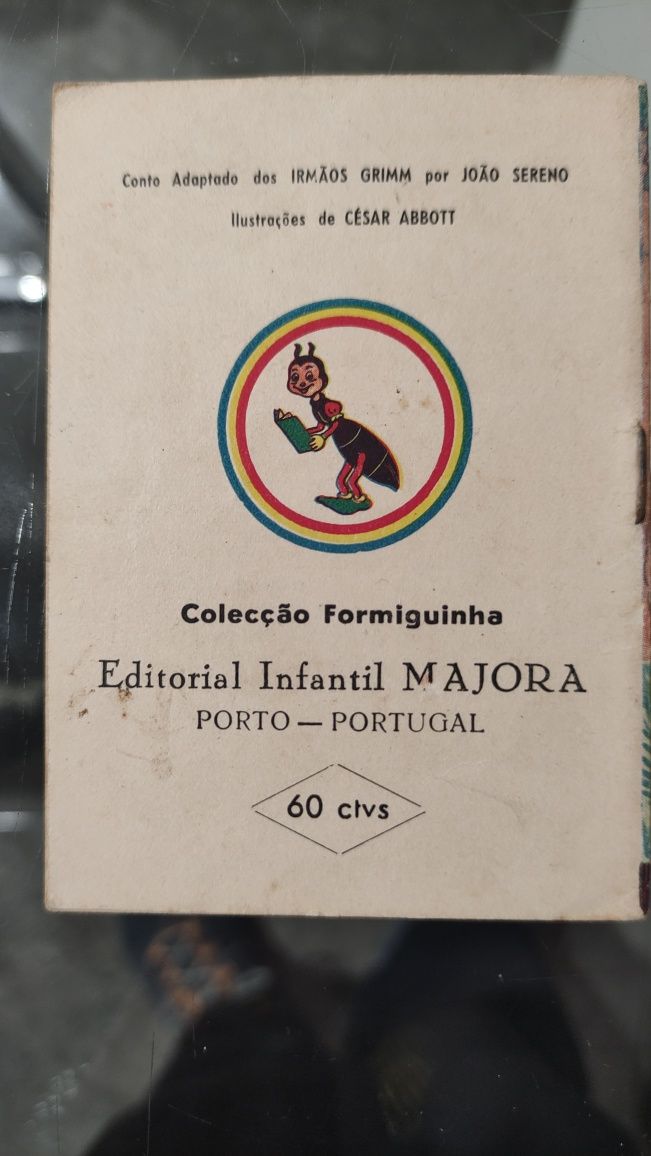 Conto Adaptado dos IRMÃOS GRIMM por JOÃO SERENO
Ilustrações de CÉSAR ABBOTT
Colecção Formiguinha
Editorial Infantil MAJORA
PORTO — PORTUGAL
60 ctvs